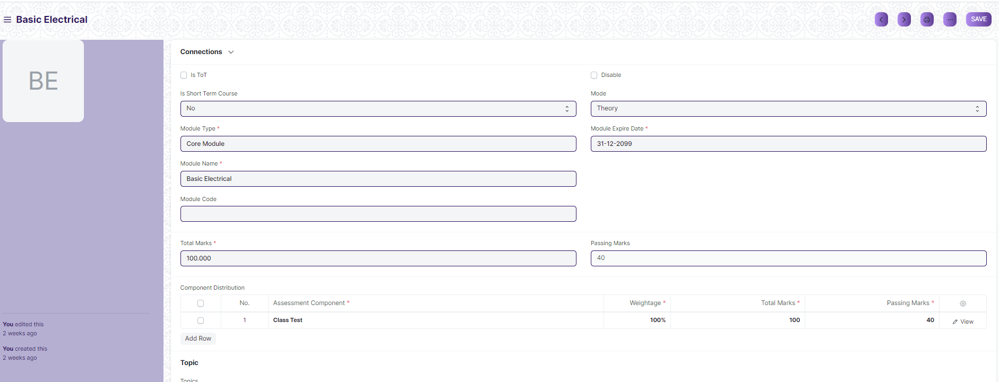 Basic Electrical
SAVE
BE
Connections
Is ToT
Disable
Is Short Term Course
Mode
No
Theory
Module Type *
Module Expire Date *
Core Module
31-12-2099
Module Name *
Basic Electrical
Module Code
Total Marks *
Passing Marks
100.000
40
Component Distribution
No. Assessment Component * Weightage * Total Marks * Passing Marks *
1 Class Test 100% 100 40 View
Add Row
You edited this
2 weeks ago
You created this
2 weeks ago
Topic
Topics